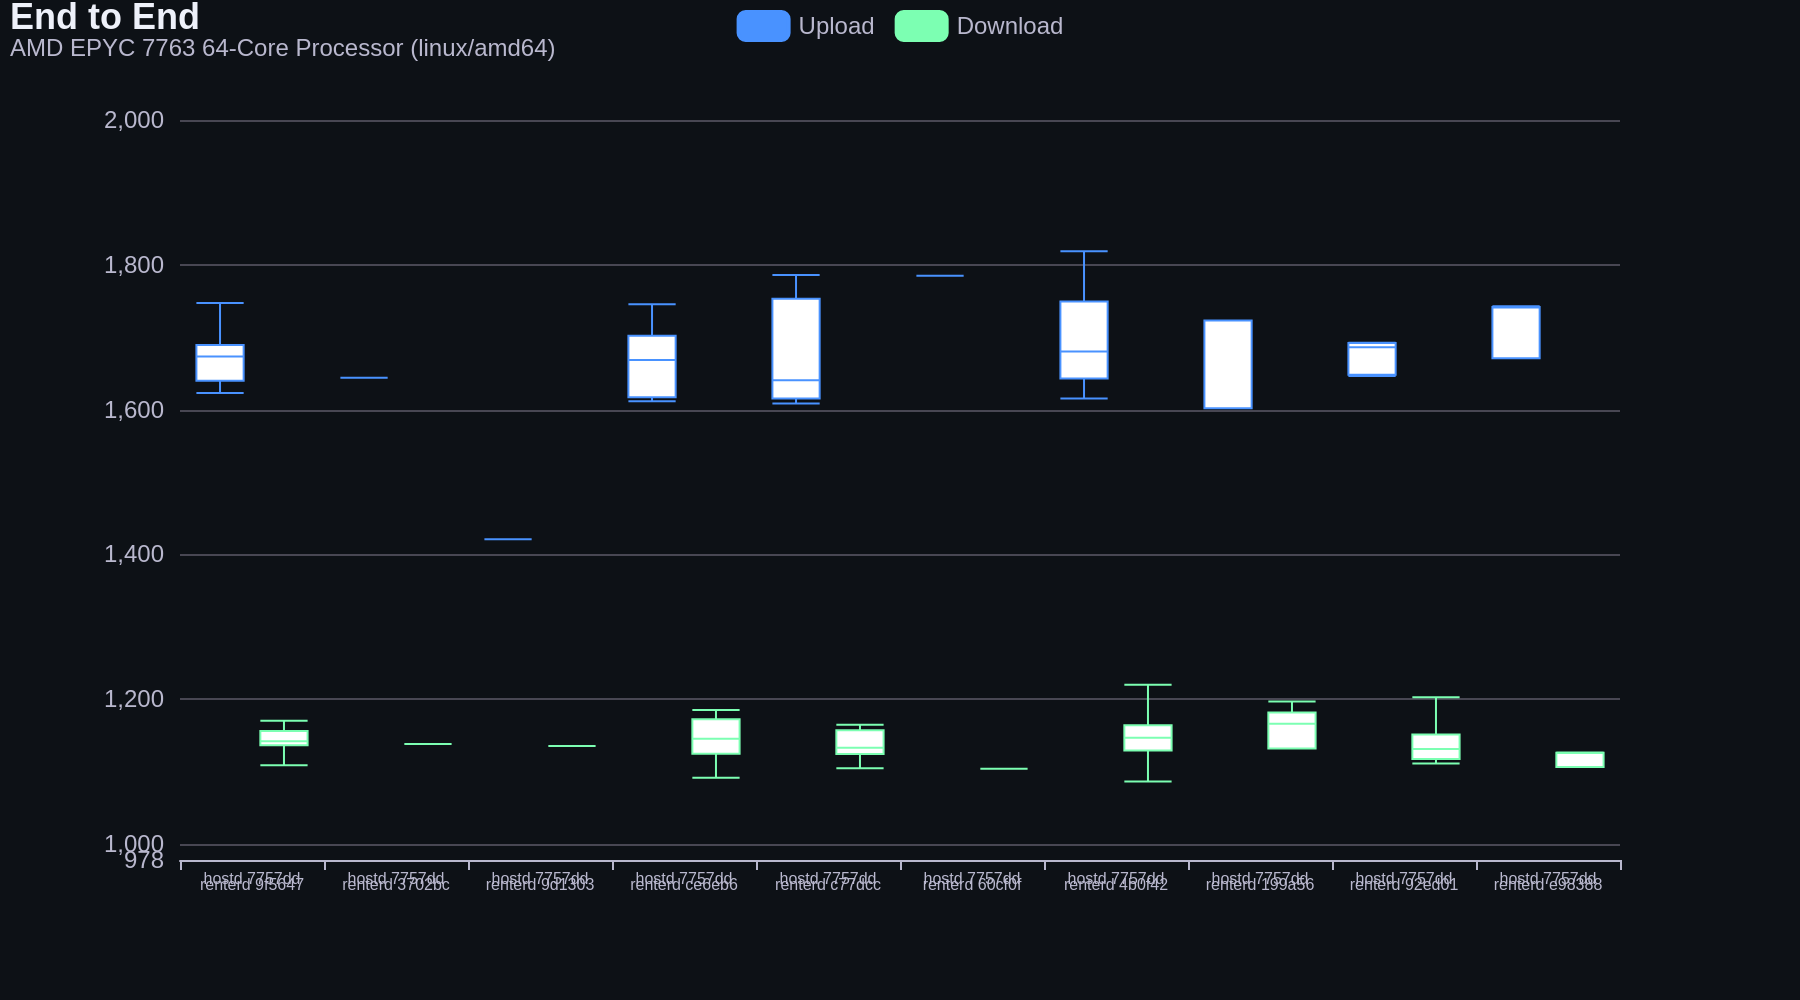 End to End
AMD EPYC 7763 64-Core Processor (linux/amd64)
Upload
Download
2,000
1,800
1,600
1,400
1,200
1,000
978
hostd 7757dd
renterd 9f5647
hostd 7757dd
renterd 3702bc
hostd 7757dd
renterd 9d1303
hostd 7757dd
renterd ce6eb6
hostd 7757dd
renterd c77dcc
hostd 7757dd
renterd 60cf0f
hostd 7757dd
renterd 4b0f42
hostd 7757dd
renterd 199a56
hostd 7757dd
renterd 92ed01
hostd 7757dd
renterd e98388